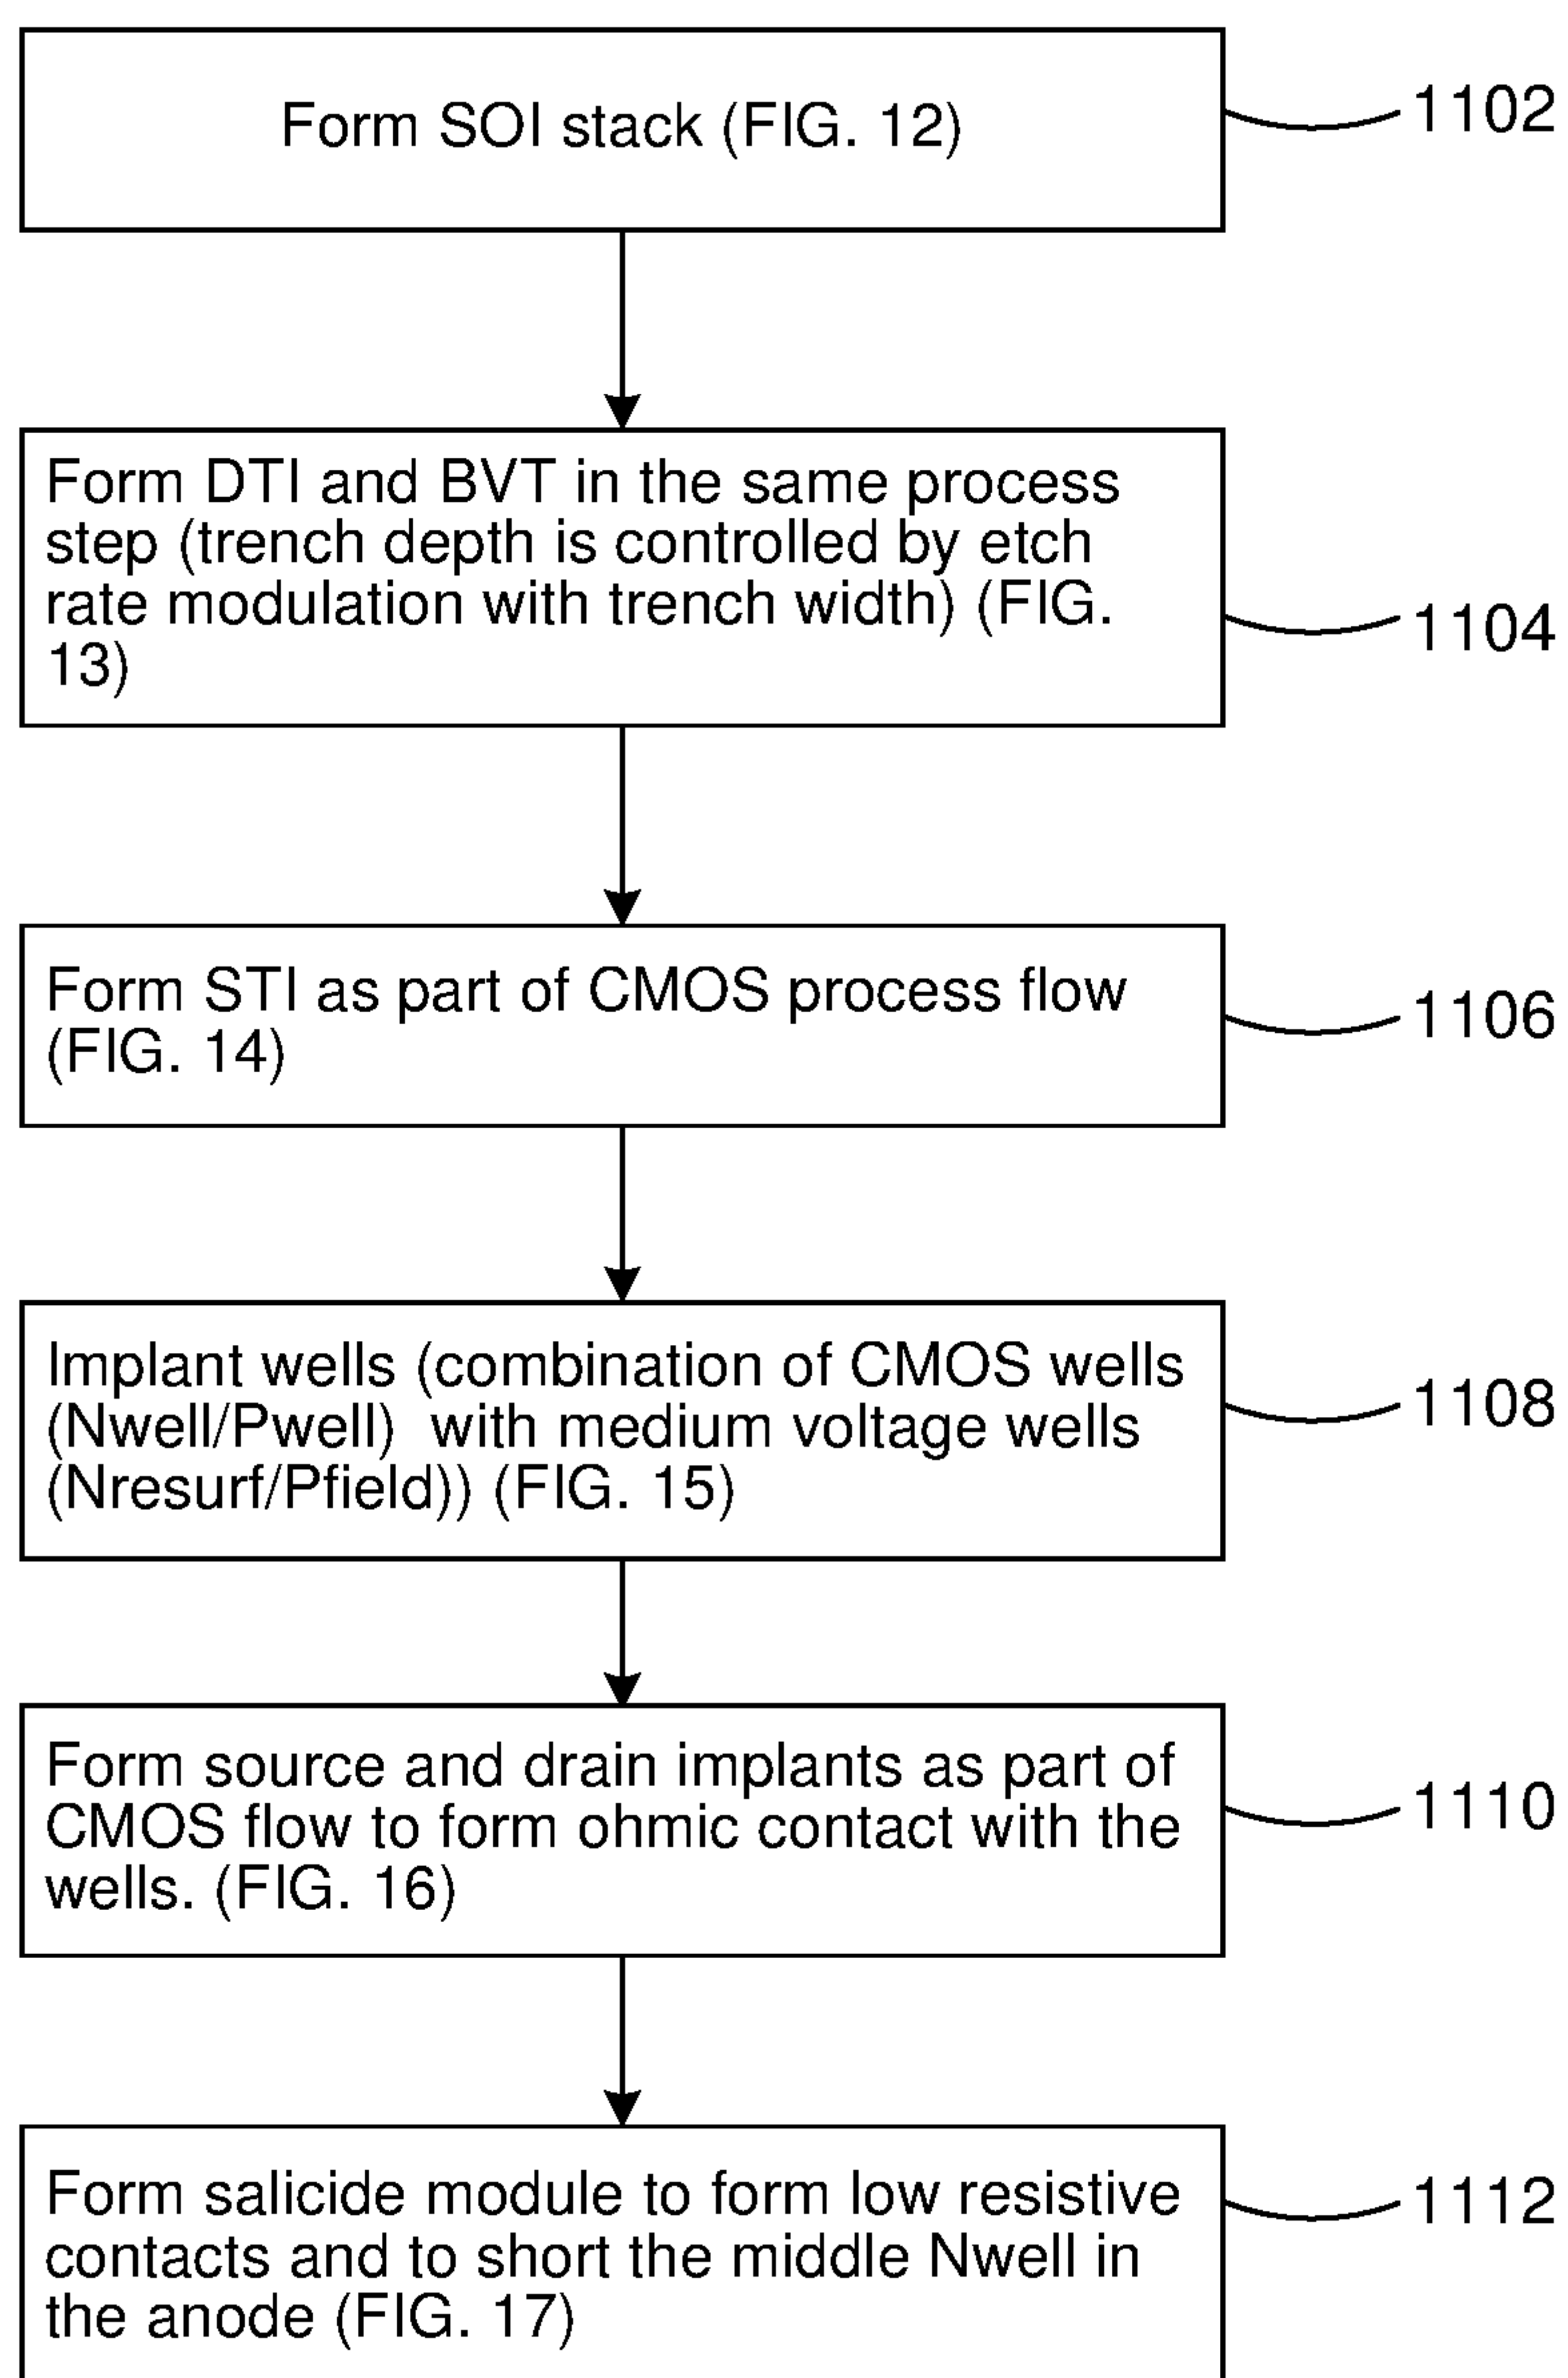 Form SOI stack (FIG. 12)
1102
Form DTI and BVT in the same process
step (trench depth is controlled by etch
rate modulation with trench width) (FIG.
13)
1104
Form STI as part of CMOS process flow
(FIG. 14)
1106
Implant wells (combination of CMOS wells
(Nwell/Pwell)  with medium voltage wells
(Nresurf/Pfield)) (FIG. 15)
1108
Form source and drain implants as part of
CMOS flow to form ohmic contact with the
wells. (FIG. 16)
1110
Form salicide module to form low resistive
contacts and to short the middle Nwell in
the anode (FIG. 17)
1112